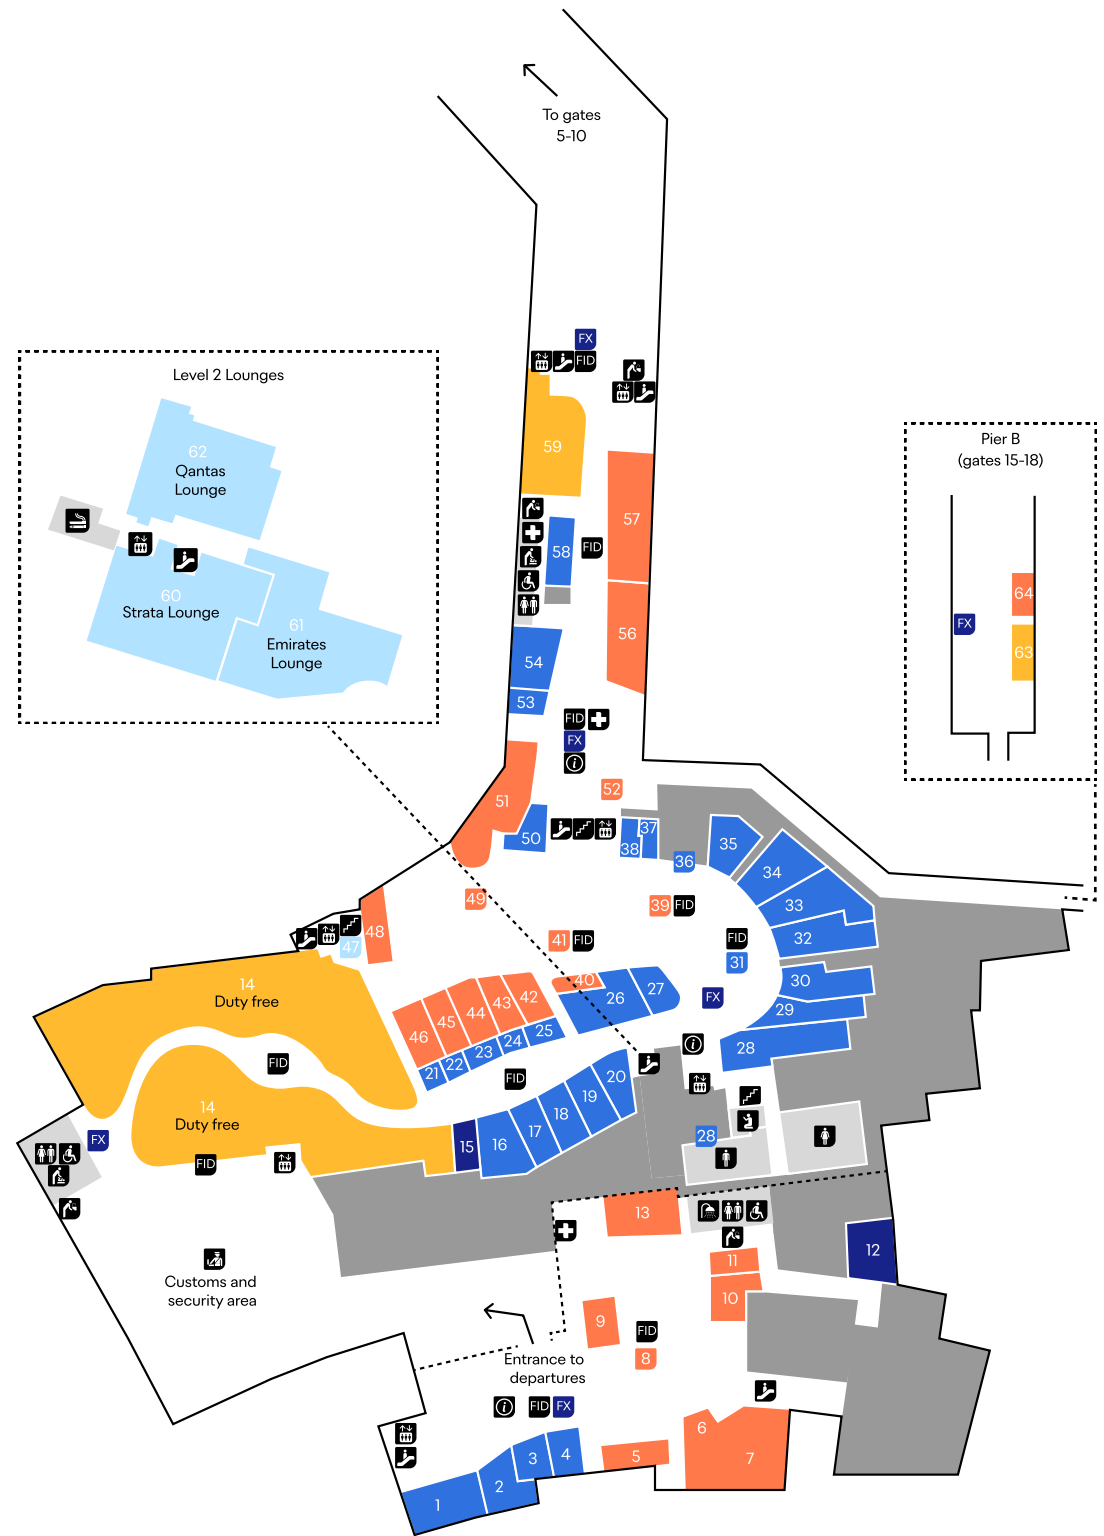 To gates
5-10
FX
FID
59
57
58
FID
56
54
53
FID
FX
52
51
50
37
38
36
35
34
33
32
49
39
FID
41
FID
FID
31
48
47
Level 2 Lounges
62
Qantas
Lounge
60
Strata Lounge
61
Emirates
Lounge
Pier B
(gates 15-18)
64
FX
63
14
Duty free
FID
14
Duty free
FX
FID
46
45
44
43
42
40
26
27
FX
30
29
28
21
22
23
24
25
FID
15
16
17
18
19
20
28
13
12
11
10
9
FID
8
Customs and
security area
Entrance to
departures
FID
FX
1
2
3
4
5
6
7